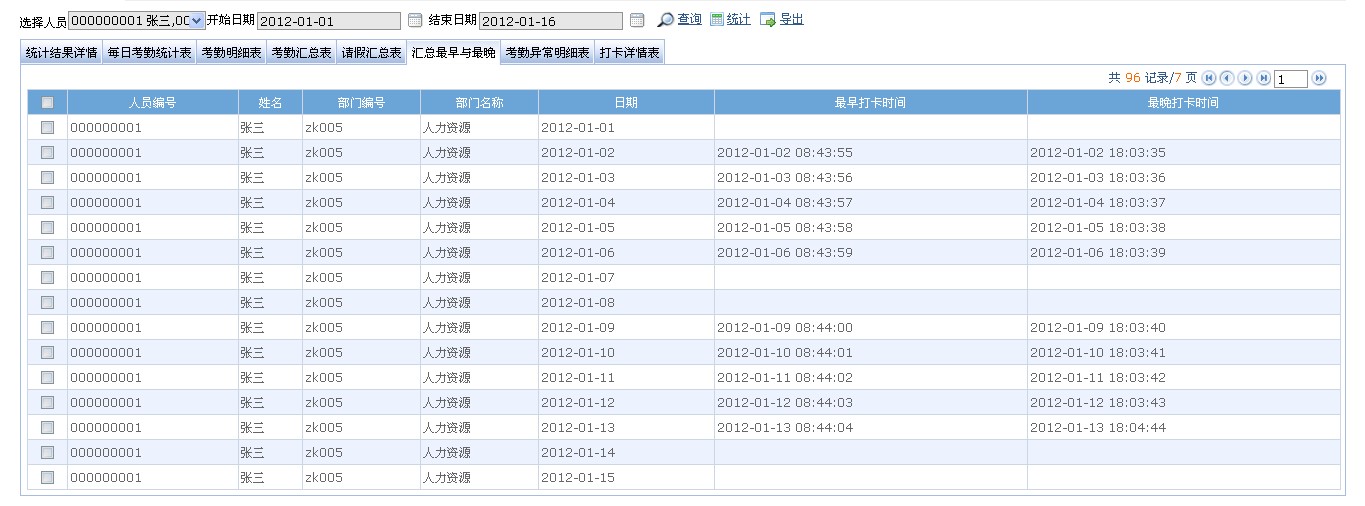 选择人员 000000001 张三,00 开始日期 2012-01-01 结束日期 2012-01-16 查询 统计 导出
统计结果详情 每日考勤统计表 考勤明细表 考勤汇总表 请假汇总表 汇总最早与最晚 考勤异常明细表 打卡详情表
共 96 记录/7 页 1
人员编号 姓名 部门编号 部门名称 日期 最早打卡时间 最晚打卡时间
000000001 张三 zk005 人力资源 2012-01-01
000000001 张三 zk005 人力资源 2012-01-02 2012-01-02 08:43:55 2012-01-02 18:03:35
000000001 张三 zk005 人力资源 2012-01-03 2012-01-03 08:43:56 2012-01-03 18:03:36
000000001 张三 zk005 人力资源 2012-01-04 2012-01-04 08:43:57 2012-01-04 18:03:37
000000001 张三 zk005 人力资源 2012-01-05 2012-01-05 08:43:58 2012-01-05 18:03:38
000000001 张三 zk005 人力资源 2012-01-06 2012-01-06 08:43:59 2012-01-06 18:03:39
000000001 张三 zk005 人力资源 2012-01-07
000000001 张三 zk005 人力资源 2012-01-08
000000001 张三 zk005 人力资源 2012-01-09 2012-01-09 08:44:00 2012-01-09 18:03:40
000000001 张三 zk005 人力资源 2012-01-10 2012-01-10 08:44:01 2012-01-10 18:03:41
000000001 张三 zk005 人力资源 2012-01-11 2012-01-11 08:44:02 2012-01-11 18:03:42
000000001 张三 zk005 人力资源 2012-01-12 2012-01-12 08:44:03 2012-01-12 18:03:43
000000001 张三 zk005 人力资源 2012-01-13 2012-01-13 08:44:04 2012-01-13 18:04:44
000000001 张三 zk005 人力资源 2012-01-14
000000001 张三 zk005 人力资源 2012-01-15